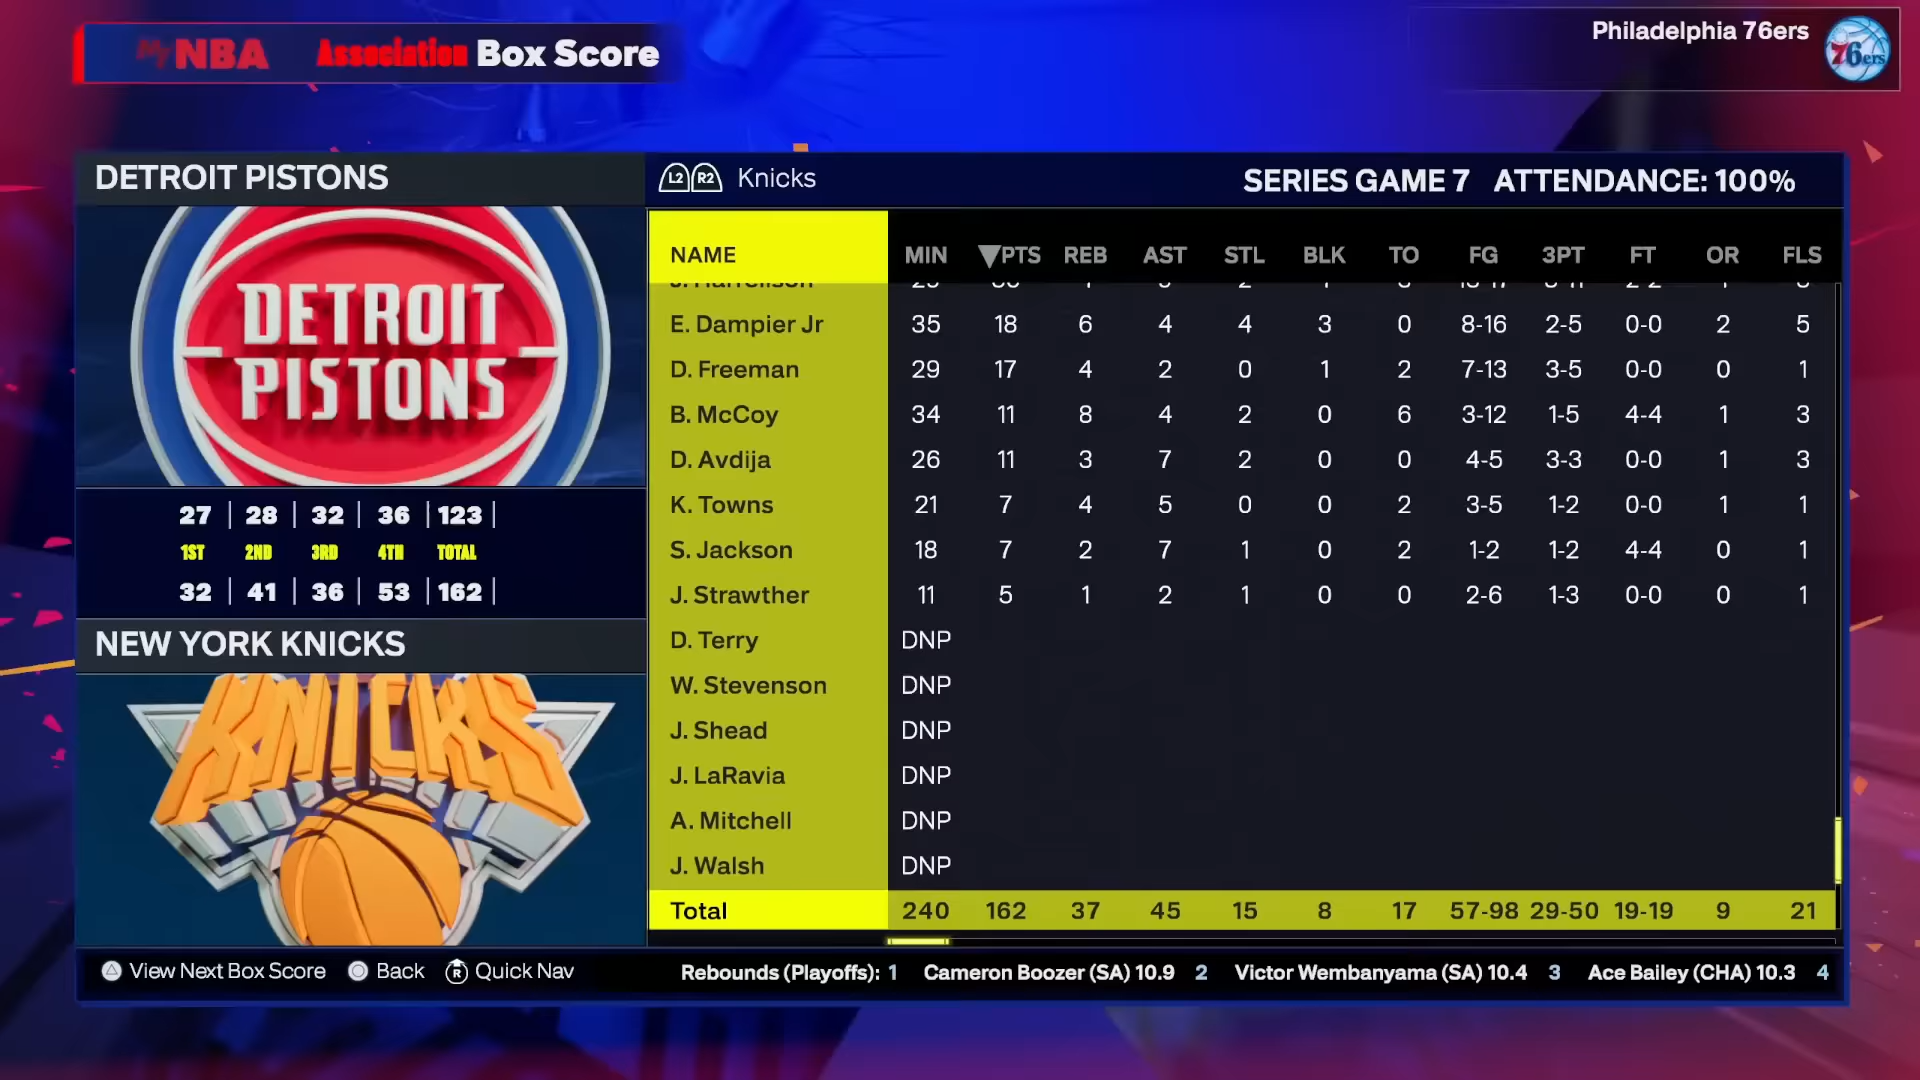 My NBA Association Box Score
Philadelphia 76ers
76ers
DETROIT PISTONS
DETROIT
PISTONS
27 28 32 36 123
1ST 2ND 3RD 4TH TOTAL
32 41 36 53 162
NEW YORK KNICKS
KNICKS
L2 R2 Knicks
SERIES GAME 7 ATTENDANCE: 100%
NAME MIN PTS REB AST STL BLK TO FG 3PT FT OR FLS
J. Harrellson
E. Dampier Jr 35 18 6 4 4 3 0 8-16 2-5 0-0 2 5
D. Freeman 29 17 4 2 0 1 2 7-13 3-5 0-0 0 1
B. McCoy 34 11 8 4 2 0 6 3-12 1-5 4-4 1 3
D. Avdija 26 11 3 7 2 0 0 4-5 3-3 0-0 1 3
K. Towns 21 7 4 5 0 0 2 3-5 1-2 0-0 1 1
S. Jackson 18 7 2 7 1 0 2 1-2 1-2 4-4 0 1
J. Strawther 11 5 1 2 1 0 0 2-6 1-3 0-0 0 1
D. Terry DNP
W. Stevenson DNP
J. Shead DNP
J. LaRavia DNP
A. Mitchell DNP
J. Walsh DNP
Total 240 162 37 45 15 8 17 57-98 29-50 19-19 9 21
View Next Box Score Back R Quick Nav
Rebounds (Playoffs): 1 Cameron Boozer (SA) 10.9 2 Victor Wembanyama (SA) 10.4 3 Ace Bailey (CHA) 10.3 4